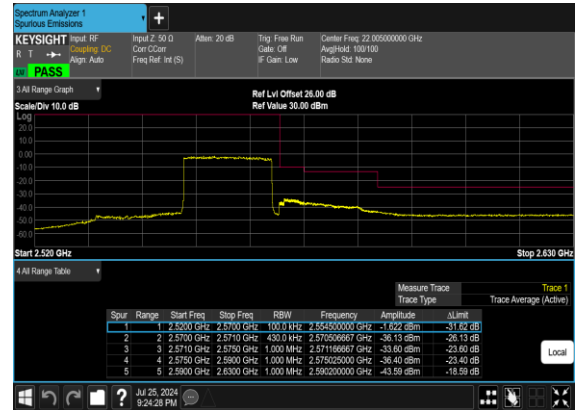 Spectrum Analyzer 1
Spurious Emissions
KEYSIGHT Input: RF Input Z: 50 Ω Atten: 20 dB Trig: Free Run Center Freq: 22.005000000 GHz
R T Coupling: DC Corr CCorr Gate: Off Avg|Hold: 100/100
Align: Auto Freq Ref: Int (S) IF Gain: Low Radio Std: None
LW PASS
3 All Range Graph
Ref Lvl Offset 26.00 dB
Scale/Div 10.0 dB Ref Value 30.00 dBm
Log
20.0
10.0
0.00
-10.0
-20.0
-30.0
-40.0
-50.0
-60.0
Start 2.520 GHz Stop 2.630 GHz
4 All Range Table
Measure Trace Trace 1
Trace Type Trace Average (Active)
Spur Range Start Freq Stop Freq RBW Frequency Amplitude ΔLimit
1 1 2.5200 GHz 2.5700 GHz 100.0 kHz 2.554500000 GHz -1.622 dBm -31.62 dB
2 2 2.5700 GHz 2.5710 GHz 430.0 kHz 2.570506667 GHz -36.13 dBm -26.13 dB
3 3 2.5710 GHz 2.5750 GHz 1.000 MHz 2.571166667 GHz -33.60 dBm -23.60 dB
4 4 2.5750 GHz 2.5900 GHz 1.000 MHz 2.575025000 GHz -36.40 dBm -23.40 dB
5 5 2.5900 GHz 2.6300 GHz 1.000 MHz 2.590200000 GHz -43.59 dBm -18.59 dB
Local
Jul 25, 2024
9:24:28 PM